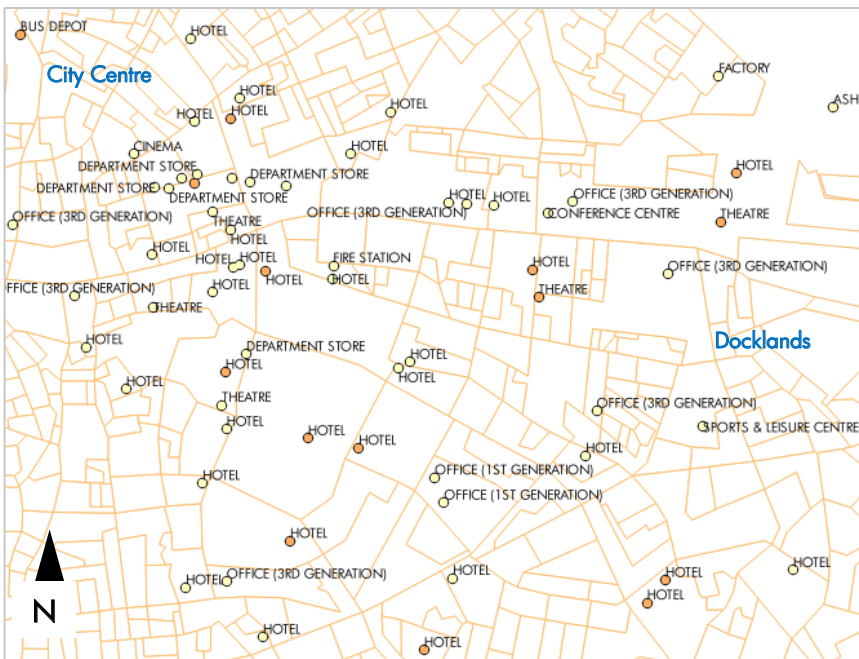 BUS DEPOT
HOTEL
City Centre
FACTORY
HOTEL
ASH
HOTEL
HOTEL
HOTEL
CINEMA
HOTEL
DEPARTMENT STORE
DEPARTMENT STORE
HOTEL
DEPARTMENT STORE
DEPARTMENT STORE
HOTEL
HOTEL
OFFICE (3RD GENERATION)
OFFICE (3RD GENERATION)
CONFERENCE CENTRE
OFFICE (3RD GENERATION)
THEATRE
THEATRE
HOTEL
HOTEL
HOTEL
HOTEL
FIRE STATION
HOTEL
HOTEL
HOTEL
OFFICE (3RD GENERATION)
OFFICE (3RD GENERATION)
HOTEL
THEATRE
THEATRE
HOTEL
DEPARTMENT STORE
Docklands
HOTEL
HOTEL
HOTEL
HOTEL
THEATRE
OFFICE (3RD GENERATION)
HOTEL
HOTEL
HOTEL
SPORTS & LEISURE CENTRE
HOTEL
OFFICE (1ST GENERATION)
HOTEL
OFFICE (1ST GENERATION)
HOTEL
HOTEL
OFFICE (3RD GENERATION)
HOTEL
HOTEL
HOTEL
HOTEL
N
HOTEL
HOTEL